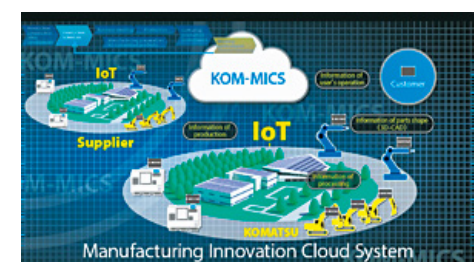 KOM-MICS
IoT
Supplier
Information of
user's operation
Customer
Information of
production
IoT
Information of parts shape
(3D-CAD)
Information of
processing
KOMATSU
Manufacturing Innovation Cloud System